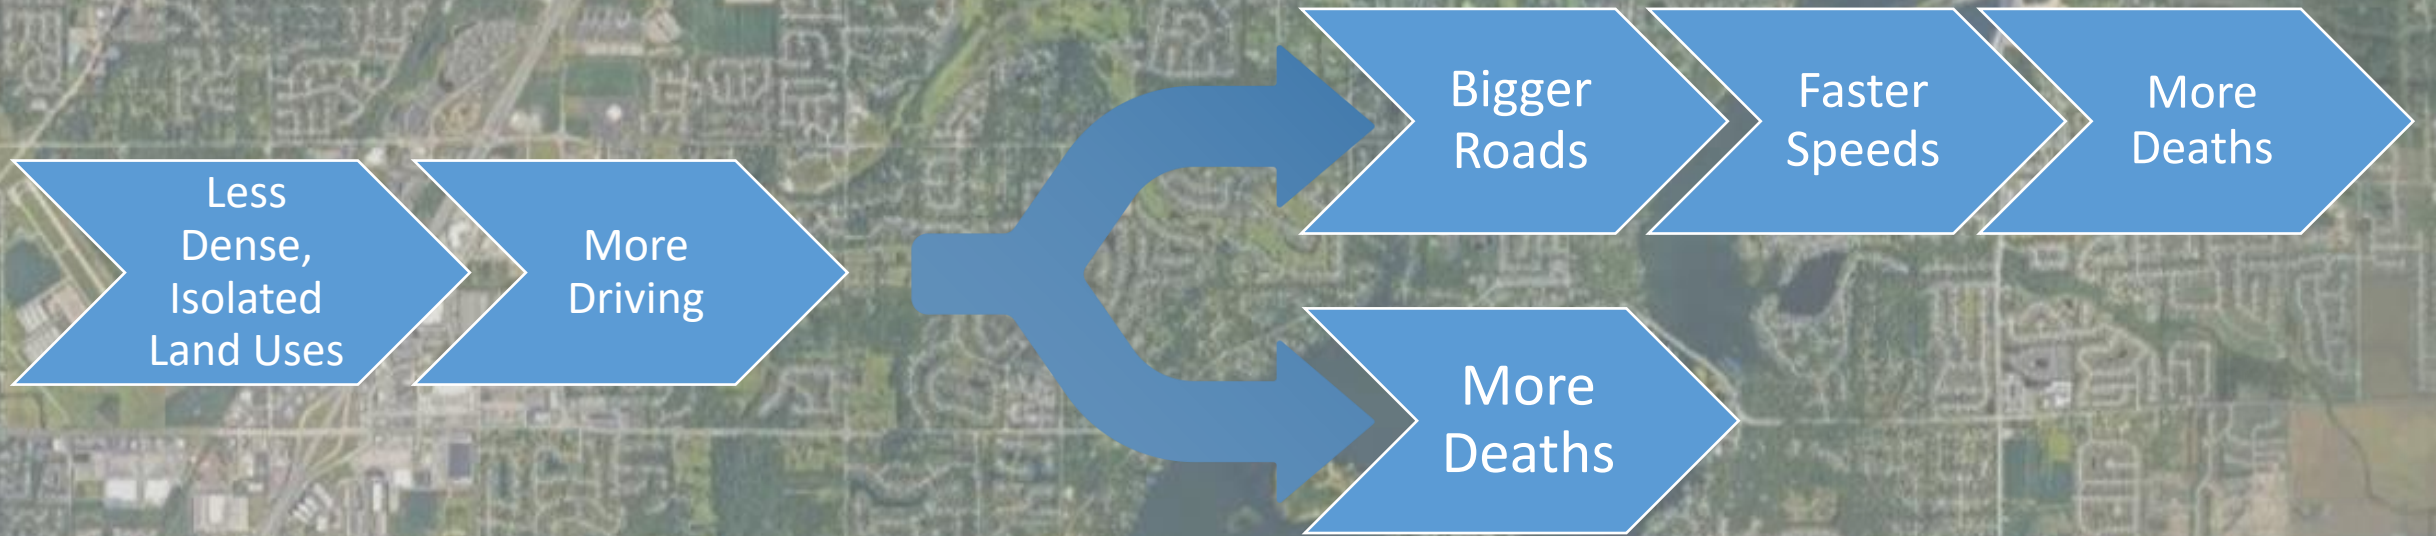 Less
Dense,
Isolated
Land Uses
More
Driving
Bigger
Roads
Faster
Speeds
More
Deaths
More
Deaths